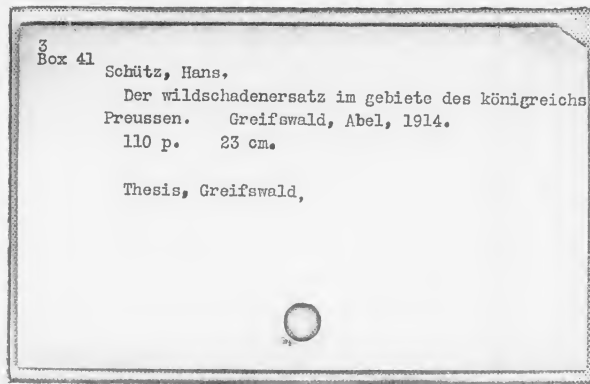 3
Box 41
Schütz, Hans.
Der wildschadenersatz im gebiete des königreichs
Preussen. Greifswald, Abel, 1914.
110 p. 23 cm.
Thesis, Greifswald,